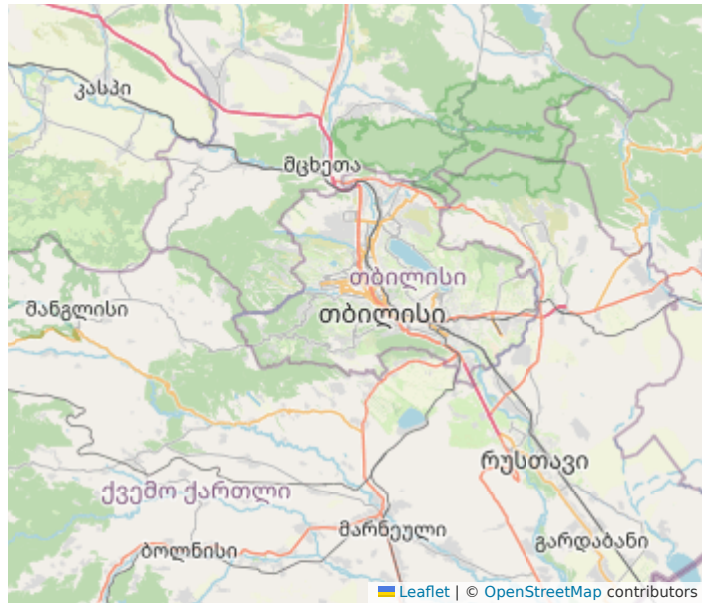 კასპი
მცხეთა
თბილისი
მანგლისი
თბილისი
რუსთავი
ქვემო ქართლი
მარნეული
ბოლნისი
გარდაბანი
Leaflet | © OpenStreetMap contributors